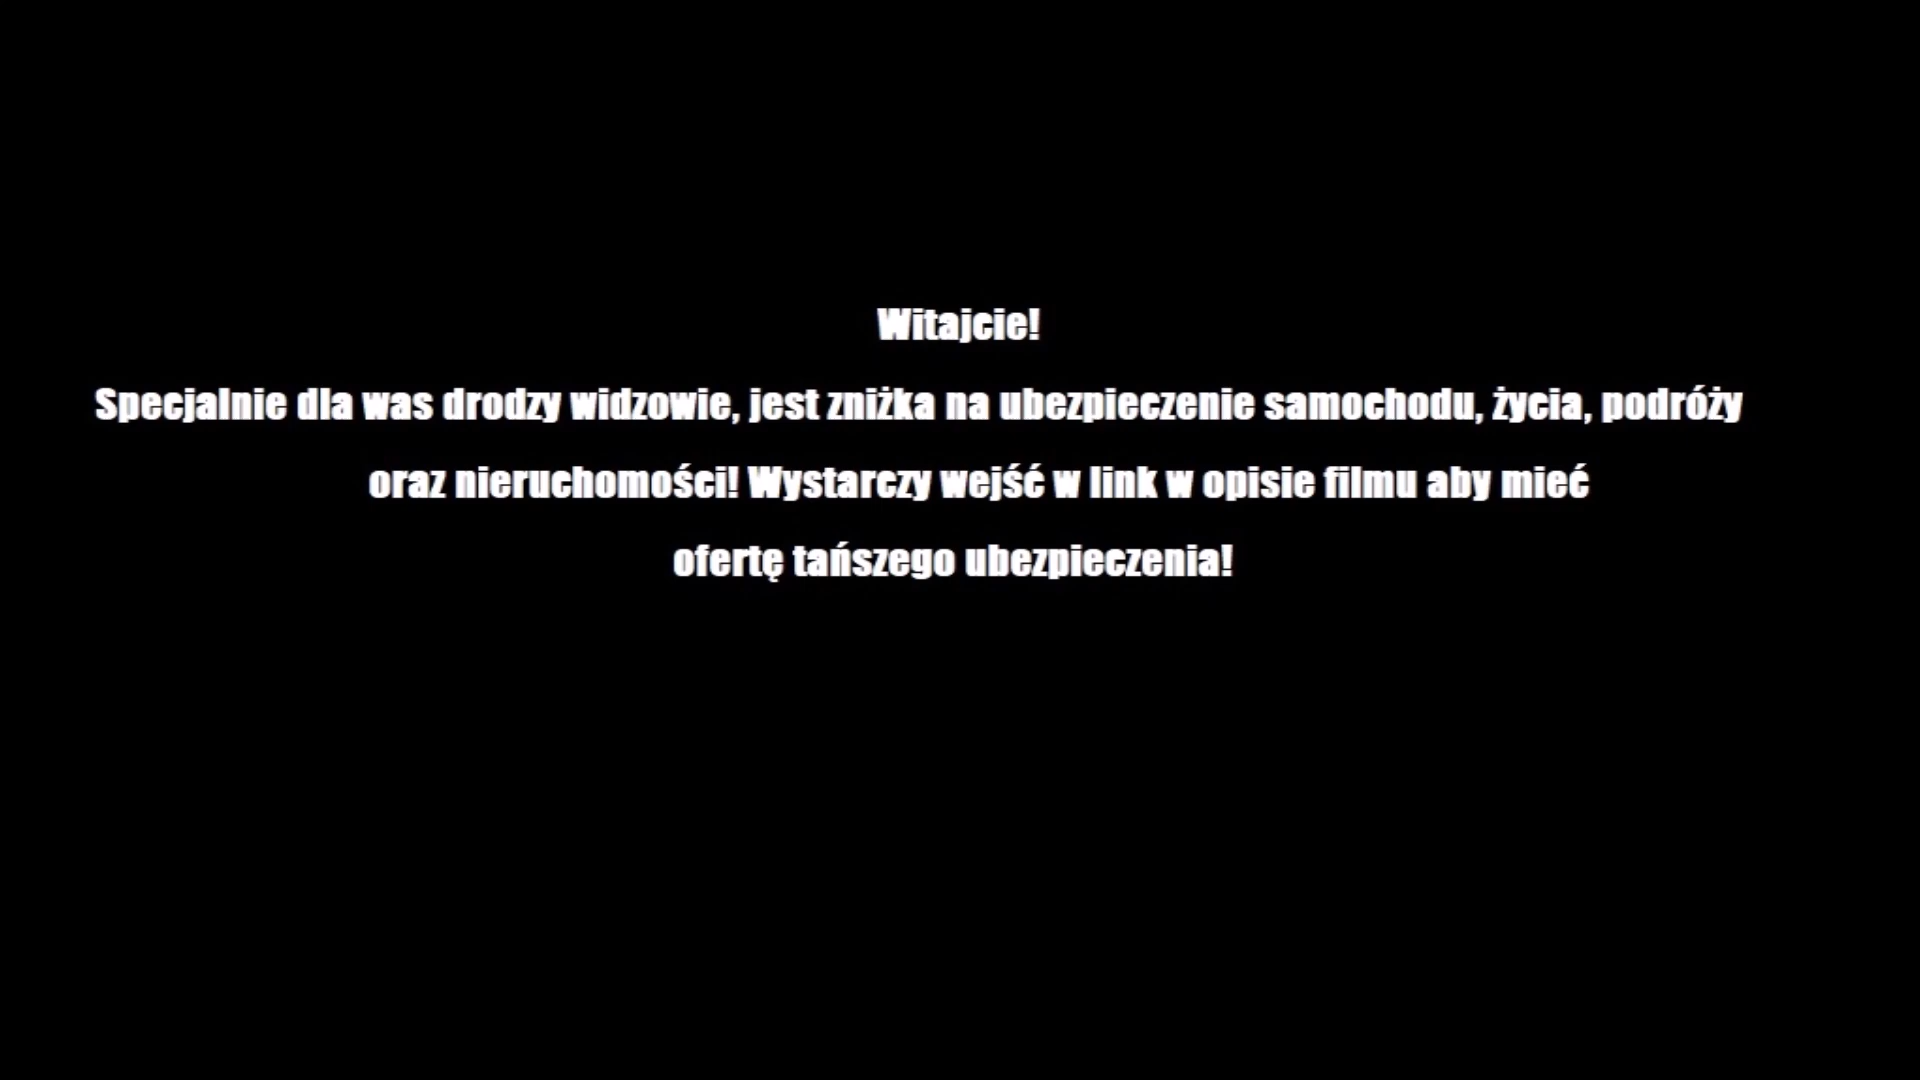 Witajcie!
Specjalnie dla was drodzy widzowie, jest zniżka na ubezpieczenie samochodu, życia, podróży
oraz nieruchomości! Wystarczy wejść w link w opisie filmu aby mieć
ofertę tańszego ubezpieczenia!